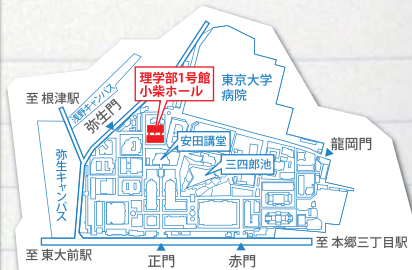 理学部1号館
小柴ホール
東京大学
病院
至 根津駅
浅野キャンパス
弥生門
安田講堂
龍岡門
三四郎池
弥生キャンパス
至 東大前駅
正門
赤門
至 本郷三丁目駅